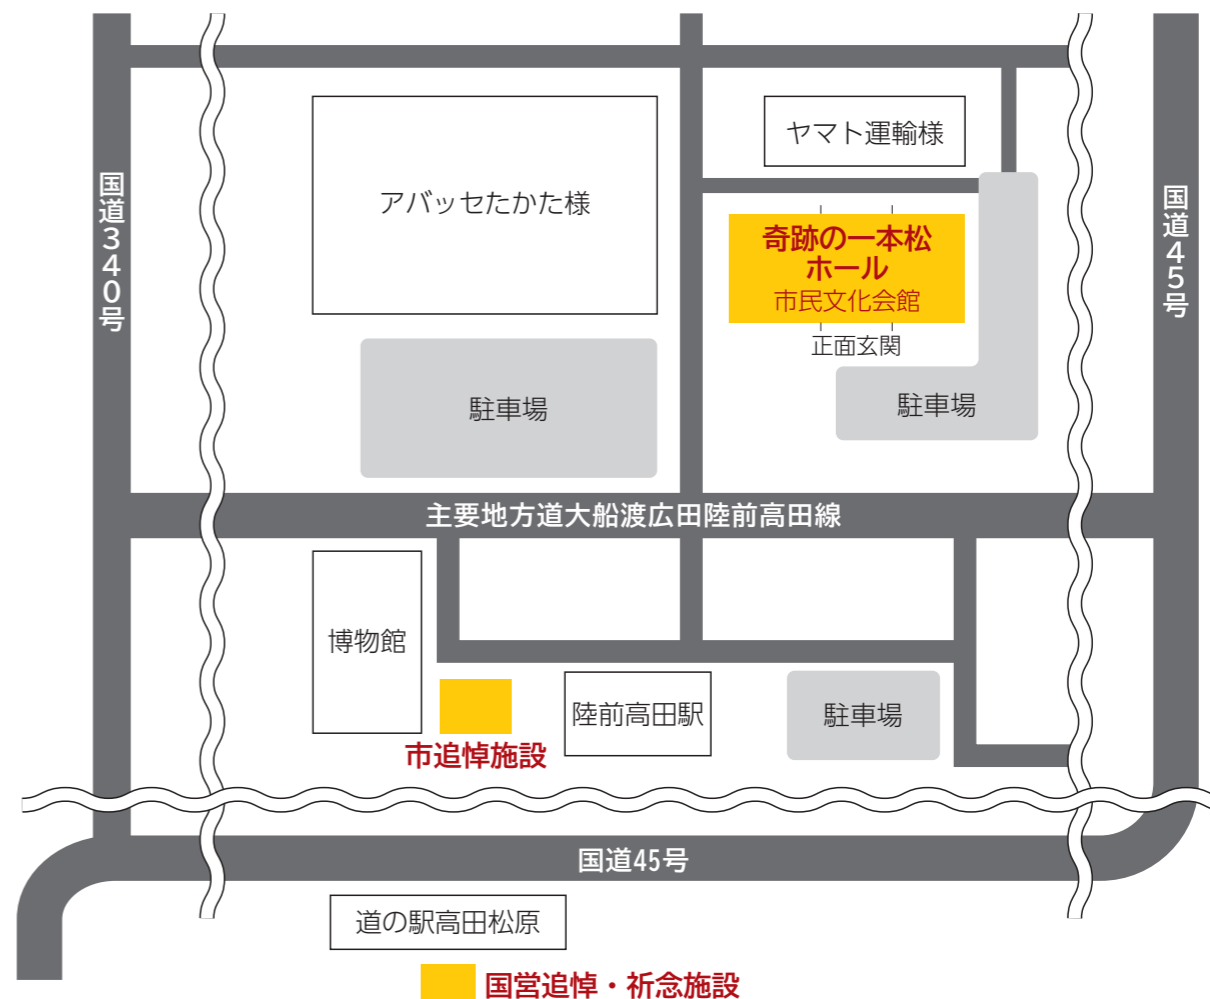 ヤマト運輸様
アバッセたかた様
国道340号
国道45号
奇跡の一本松
ホール
市民文化会館
正面玄関
駐車場
駐車場
主要地方道大船渡広田陸前高田線
博物館
陸前高田駅
駐車場
市追悼施設
国道45号
道の駅高田松原
国営追悼・祈念施設